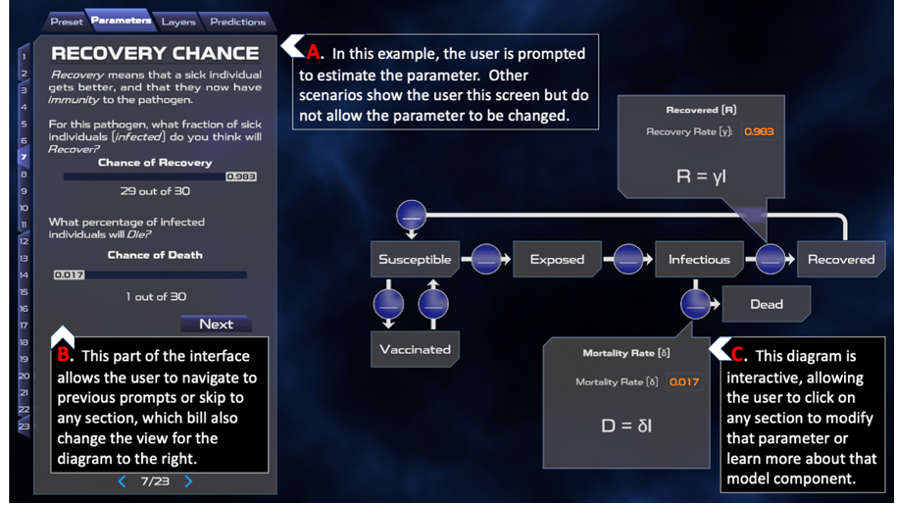 Preset Parameters Layers Predictions
1
2
3
4
5
6
7
8
9
10
11
12
13
14
15
16
17
18
19
20
21
22
23
RECOVERY CHANCE
Recovery means that a sick individual
gets better, and that they now have
immunity to the pathogen.
For this pathogen, what fraction of sick
individuals [infected] do you think will
Recover?
Chance of Recovery
0.983
29 out of 30
What percentage of infected
individuals will Die?
Chance of Death
0.017
1 out of 30
Next
B. This part of the interface
allows the user to navigate to
previous prompts or skip to
any section, which bill also
change the view for the
diagram to the right.
7/23
A. In this example, the user is prompted
to estimate the parameter. Other
scenarios show the user this screen but do
not allow the parameter to be changed.
Recovered [R]
Recovery Rate [γ]: 0.983
R = γI
Susceptible
Exposed
Infectious
Recovered
Dead
Vaccinated
Mortality Rate [δ]
Mortality Rate [δ] 0.017
D = δI
C. This diagram is
interactive, allowing
the user to click on
any section to modify
that parameter or
learn more about that
model component.